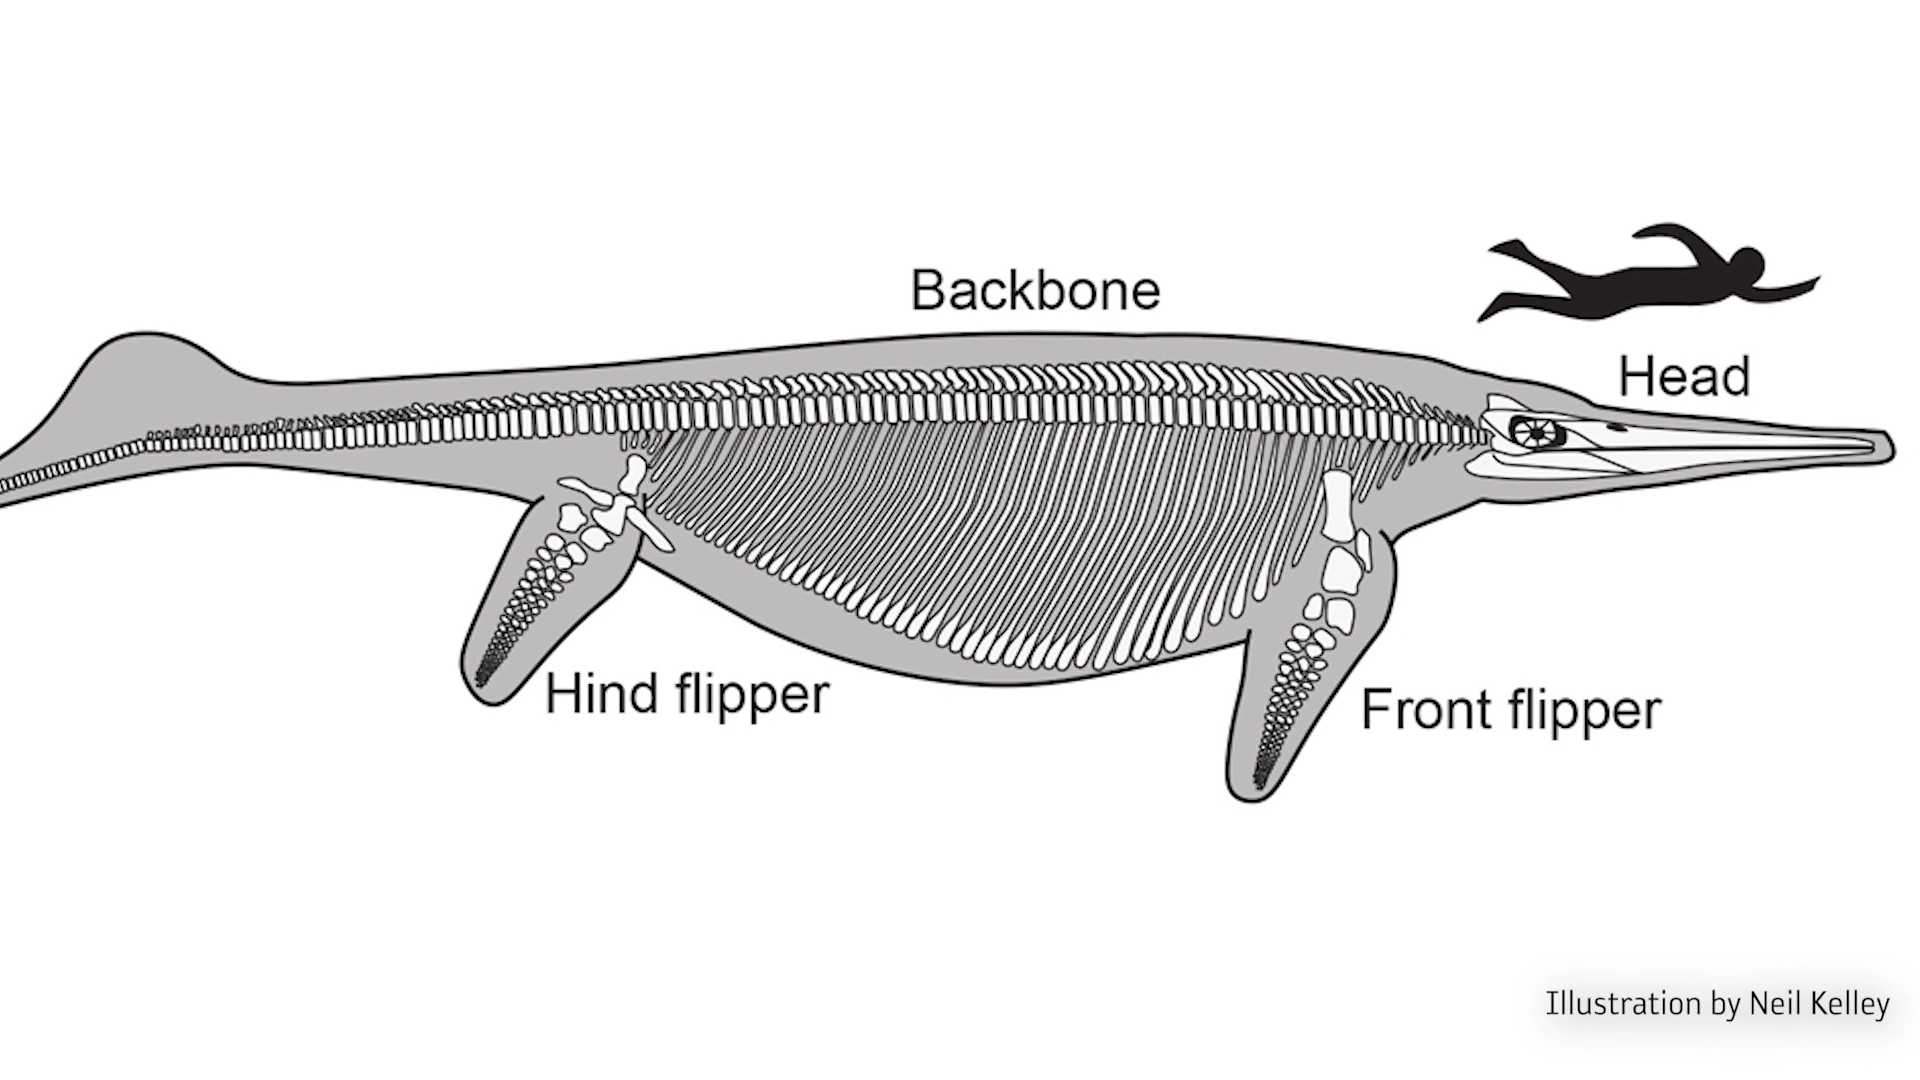 Backbone
Head
Hind flipper
Front flipper
Illustration by Neil Kelley